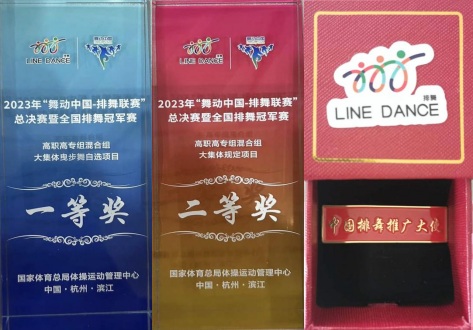 排舞
LINE DANCE
2023年“舞动中国-排舞联赛”
总决赛暨全国排舞冠军赛
高职高专组混合组
大集体曳步舞自选项目
一等奖
国家体育总局体操运动管理中心
中国·杭州·滨江
排舞
LINE DANCE
2023年“舞动中国-排舞联赛”
总决赛暨全国排舞冠军赛
高职高专组混合组
大集体规定项目
二等奖
国家体育总局体操运动管理中心
中国·杭州·滨江
排舞
LINE DANCE
中国排舞推广大使